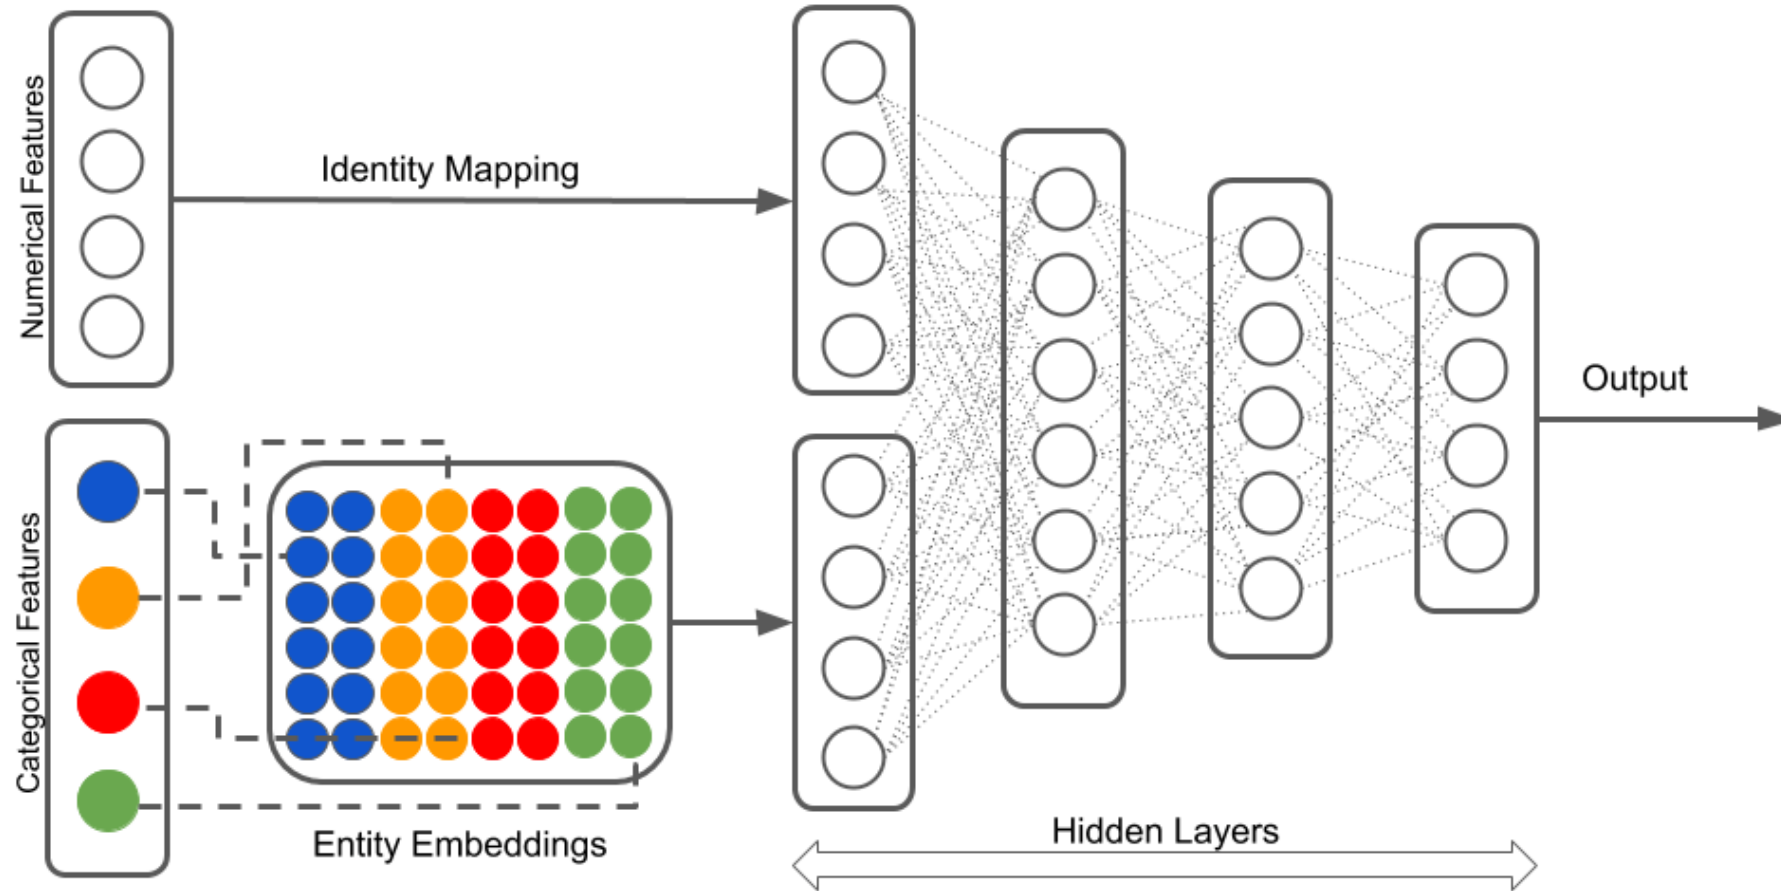 Numerical Features
Identity Mapping
Categorical Features
Entity Embeddings
Hidden Layers
Output